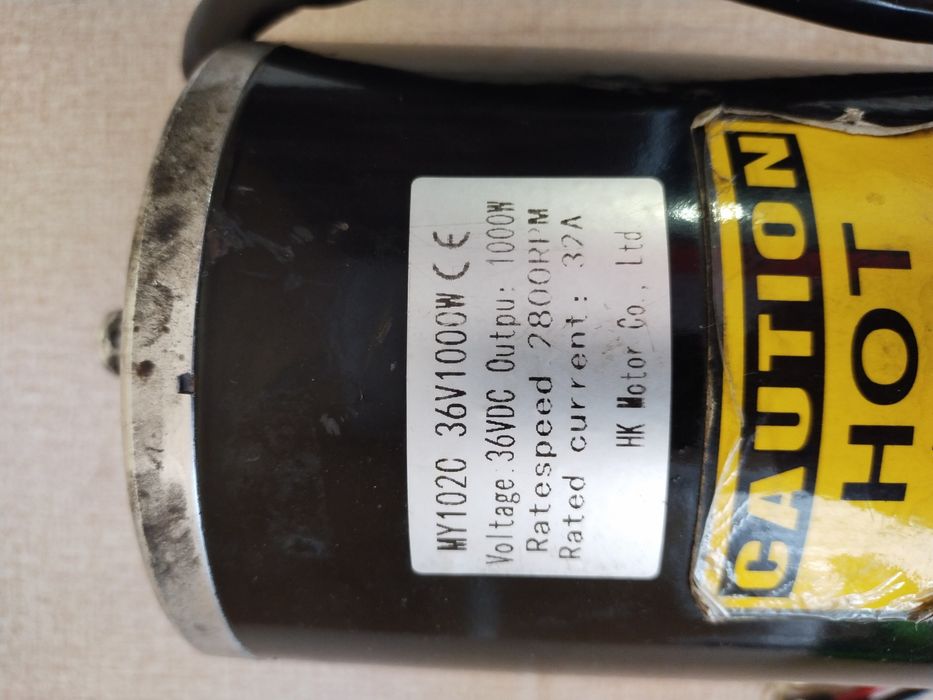 MY1020 36V1000W CE
Voltage:36VDC Outpu: 1000W
Ratespeed 2800RPM
Rated current: 32A
HK Motor Co., Ltd
CAUTION
HOT